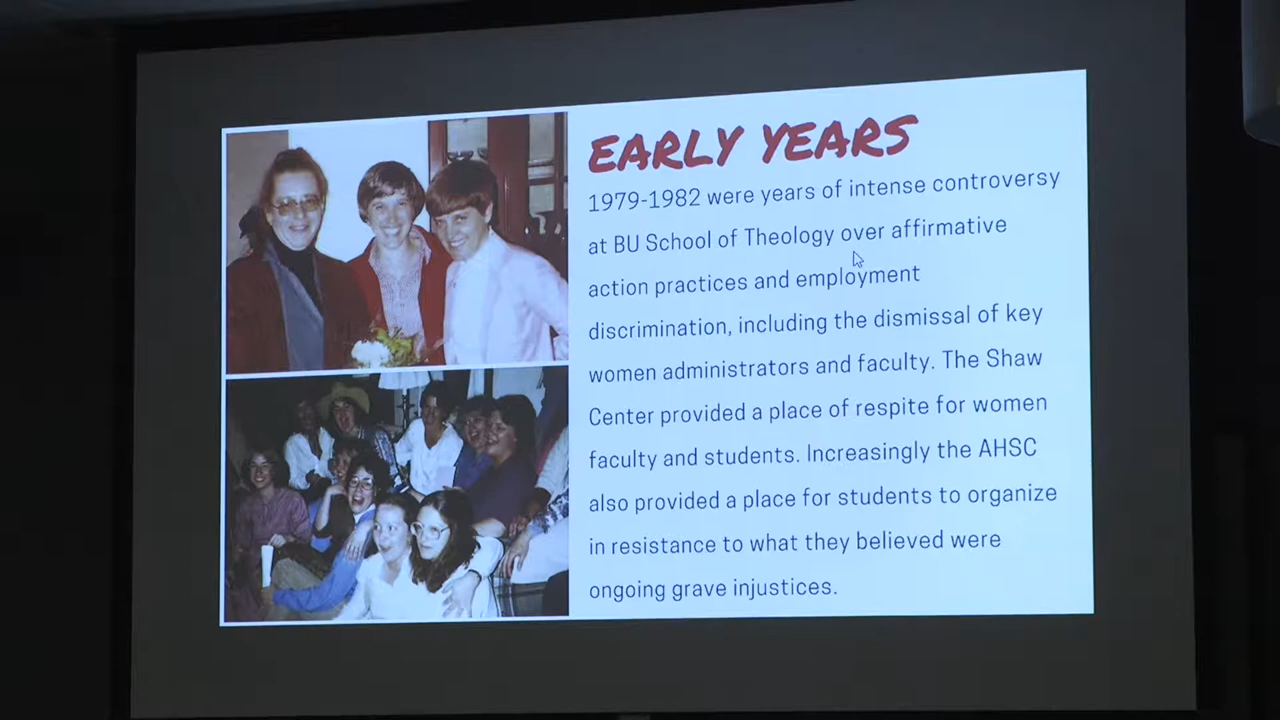 EARLY YEARS
1979-1982 were years of intense controversy
at BU School of Theology over affirmative
action practices and employment
discrimination, including the dismissal of key
women administrators and faculty. The Shaw
Center provided a place of respite for women
faculty and students. Increasingly the AHSC
also provided a place for students to organize
in resistance to what they believed were
ongoing grave injustices.